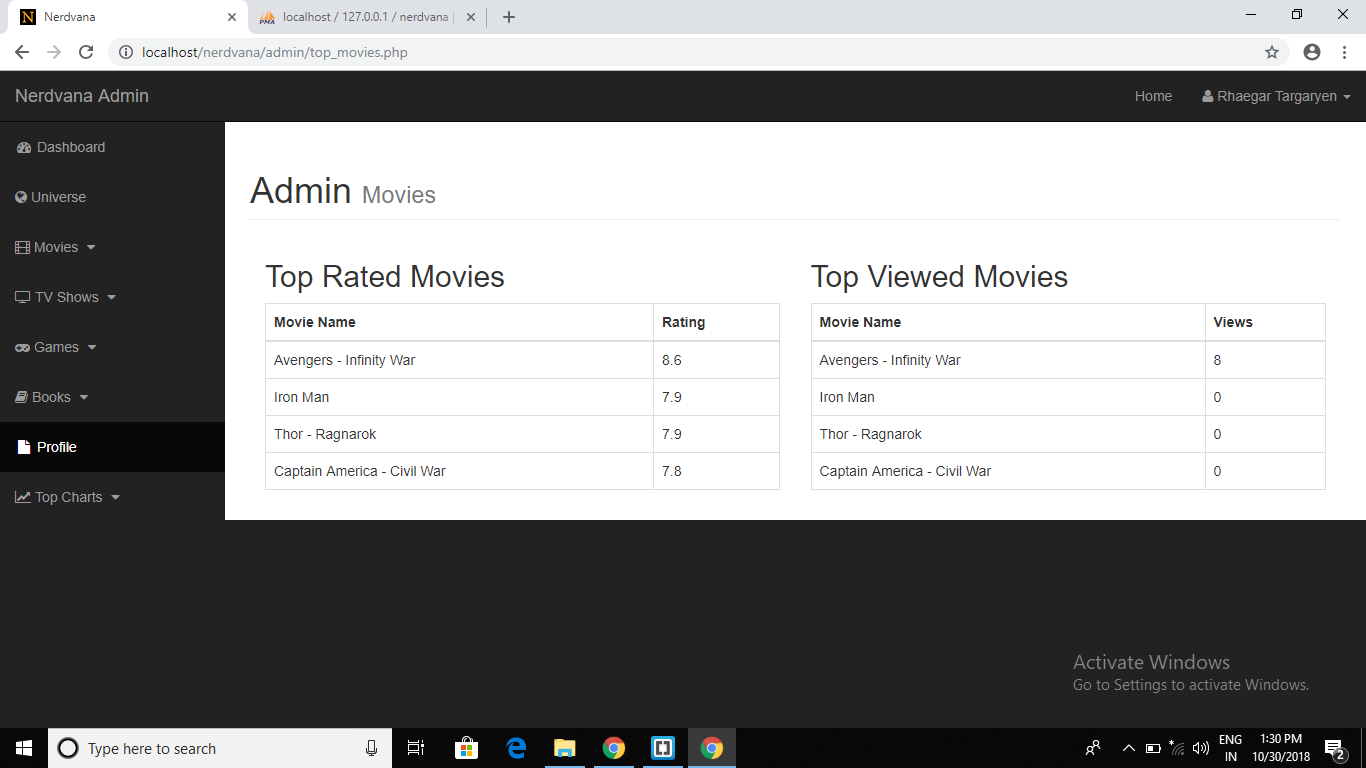 Nerdvana
PMA
localhost / 127.0.0.1 / nerdvana |
localhost/nerdvana/admin/top_movies.php
Nerdvana Admin
Home
Rhaegar Targaryen
Dashboard
Universe
Movies
TV Shows
Games
Books
Profile
Top Charts
Admin Movies
Top Rated Movies
Movie Name Rating
Avengers - Infinity War 8.6
Iron Man 7.9
Thor - Ragnarok 7.9
Captain America - Civil War 7.8
Top Viewed Movies
Movie Name Views
Avengers - Infinity War 8
Iron Man 0
Thor - Ragnarok 0
Captain America - Civil War 0
Activate Windows
Go to Settings to activate Windows.
Type here to search
ENG
IN
1:30 PM
10/30/2018
2